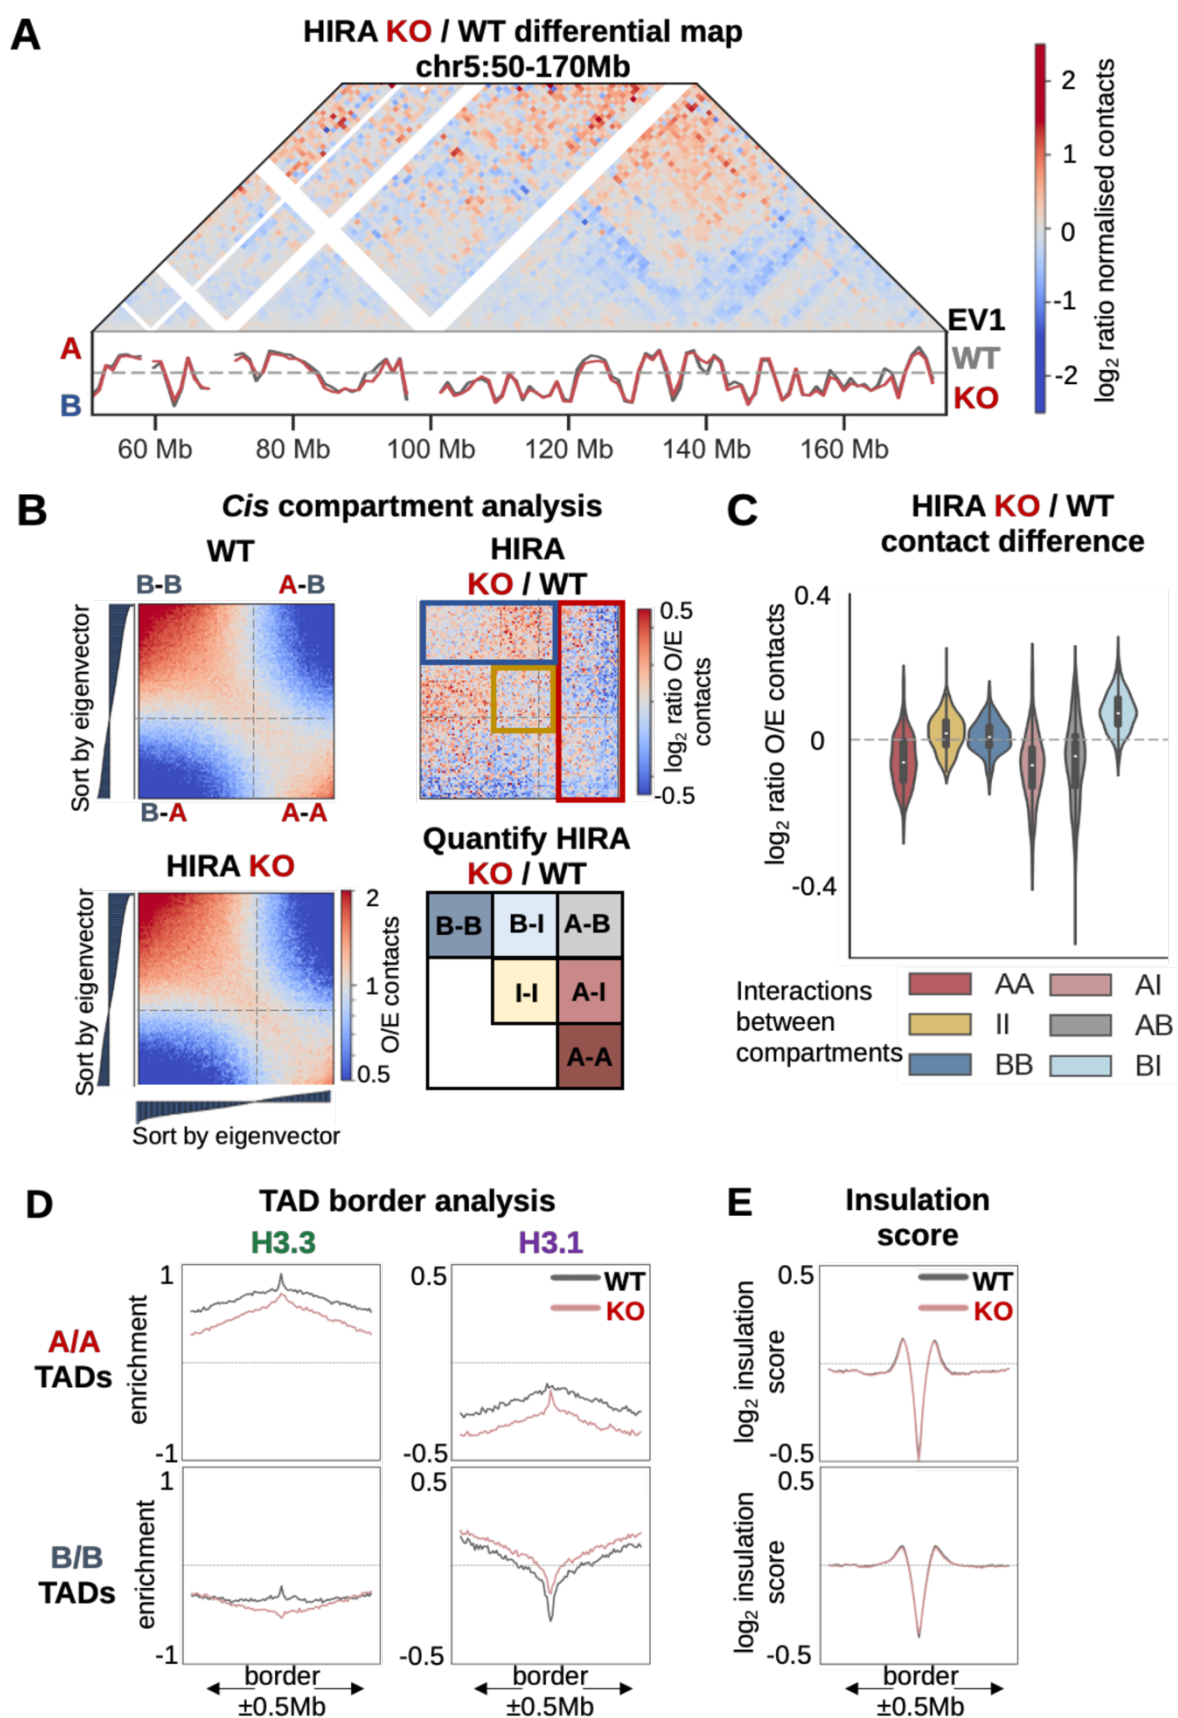 A
HIRA KO / WT differential map
chr5:50-170Mb
2
1
0
-1
-2
log2 ratio normalised contacts
EV1
WT
KO
A
B
60 Mb 80 Mb 100 Mb 120 Mb 140 Mb 160 Mb
B
Cis compartment analysis
WT
B-B A-B
Sort by eigenvector
B-A A-A
HIRA
KO / WT
0.5
-0.5
log2 ratio O/E
contacts
HIRA KO
Sort by eigenvector
2
1
0.5
O/E contacts
Sort by eigenvector
Quantify HIRA
KO / WT
B-B B-I A-B
I-I A-I
A-A
C
HIRA KO / WT
contact difference
0.4
0
-0.4
log2 ratio O/E contacts
Interactions
between
compartments
AA AI
II AB
BB BI
D
TAD border analysis
H3.3 H3.1
A/A
TADs
enrichment
1
-1
0.5
-0.5
WT
KO
B/B
TADs
enrichment
1
-1
0.5
-0.5
border
±0.5Mb
border
±0.5Mb
E
Insulation
score
0.5
-0.5
log2 insulation
score
WT
KO
0.5
-0.5
log2 insulation
score
border
±0.5Mb